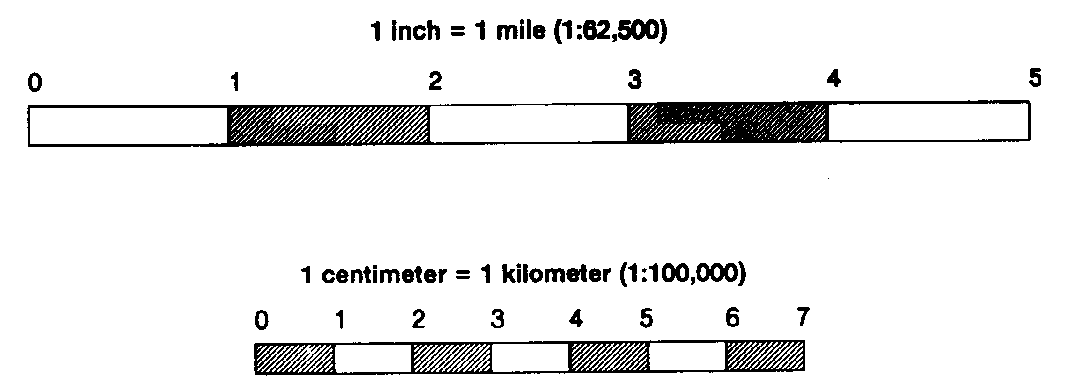 1 inch = 1 mile (1:62,500)
0 1 2 3 4 5
1 centimeter = 1 kilometer (1:100,000)
0 1 2 3 4 5 6 7